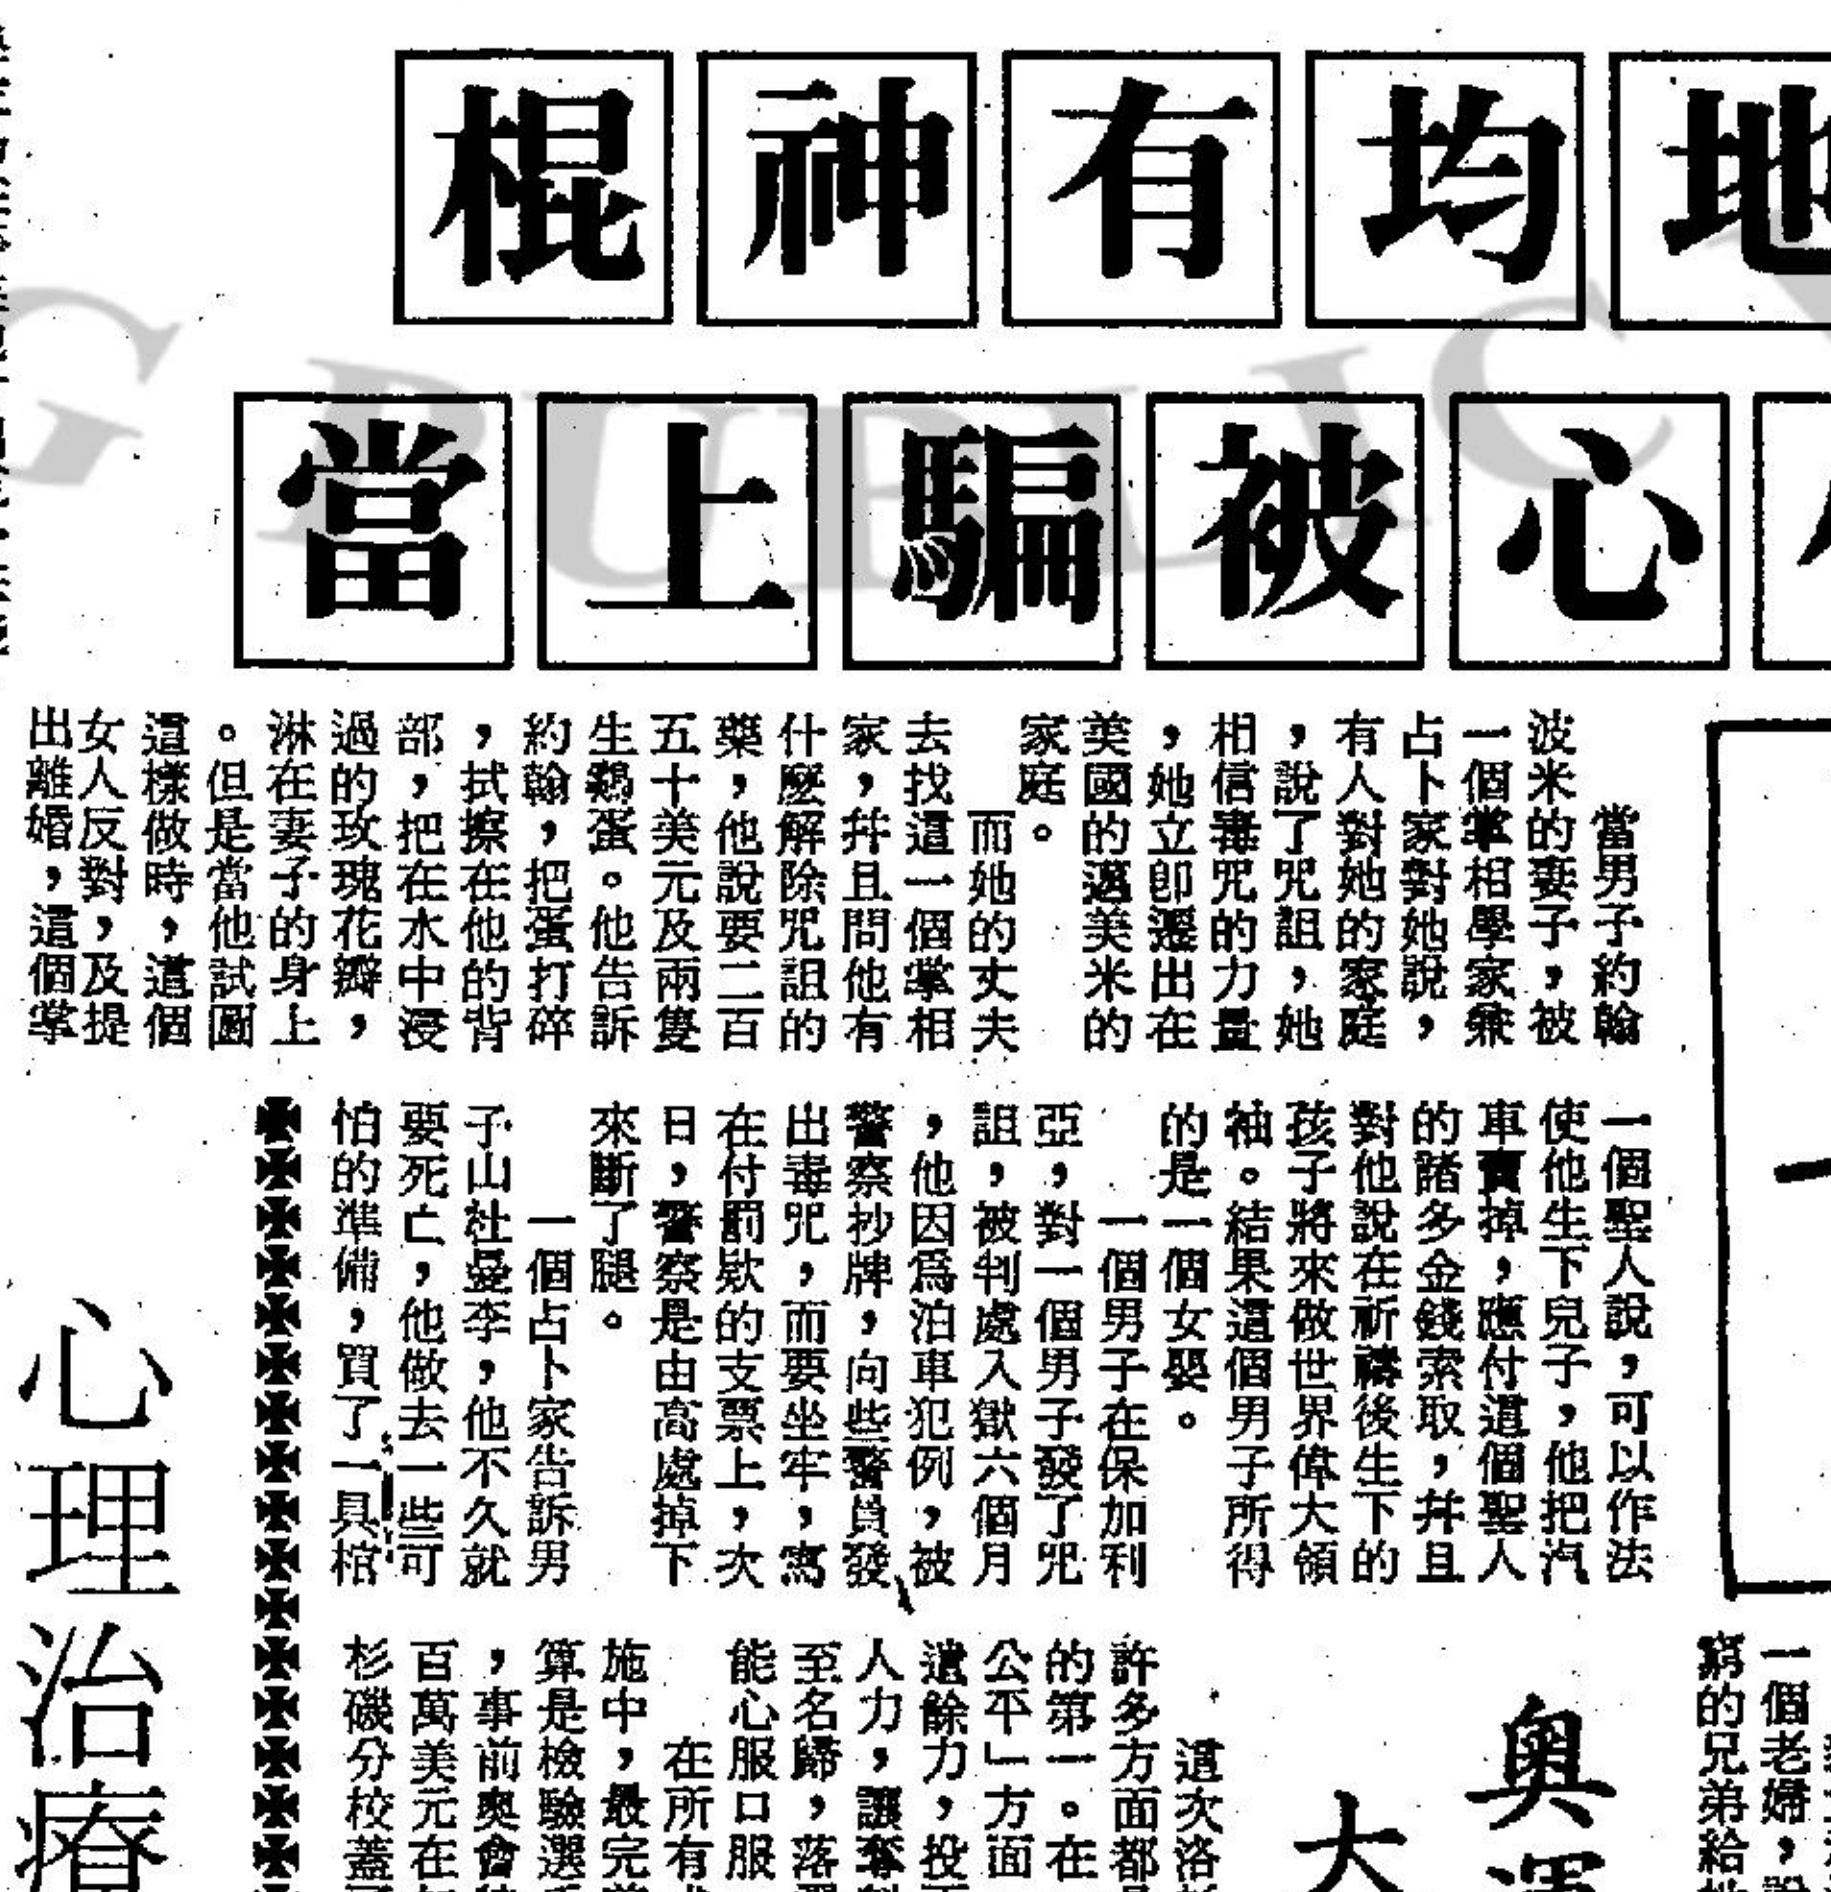 地均有神棍
心被騙上當
當男子約翰
波米的妻子，被
一個掌相學家兼
占卜家對她說，
有人對她的家庭
，說了咒詛，她
相信毒咒的力量
，她立卽遷出在
美國的邁美米的
家庭。
而她的丈夫
去找這一個掌相
家，幷且問他有
什麼解除咒詛的
藥，他說要二百
五十美元及兩隻
生鷄蛋。他告訴
約翰，把蛋打碎
，拭擦在他的背
部，把在水中浸
過的玫瑰花瓣，
淋在妻子的身上
。但是當他試圖
這樣做時，這個
女人反對，及提
出離婚，這個掌
一個聖人說，可以作法
使他生下兒子，他把汽
車賣掉，應付這個聖人
的諸多金錢索取，幷且
對他說在祈禱後生下的
孩子將來做世界偉大領
袖。結果這個男子所得
的是一個女嬰。
一個男子在保加利
亞，對一個男子發了咒
詛，被判處入獄六個月
，他因爲泊車犯例，被
警察抄牌，向些警員發
出毒咒，而要坐牢，寫
在付罰欵的支票上，次
日，警察是由高處掉下
來斷了腿。
一個占卜家告訴男
子山杜曼李，他不久就
要死亡，他做去一些可
怕的準備，買了一具棺
一個老婦，說
窮的兄弟給
奧運
大
這次洛
許多方面都
的第一。在
公平」方面
遺餘力，投
人力，讓奪
至名歸，落
能心服口服
在所有
施中，最完
算是檢驗選
，事前奧會
百萬美元在
杉磯分校蓋
心理治療
G PUBLIC